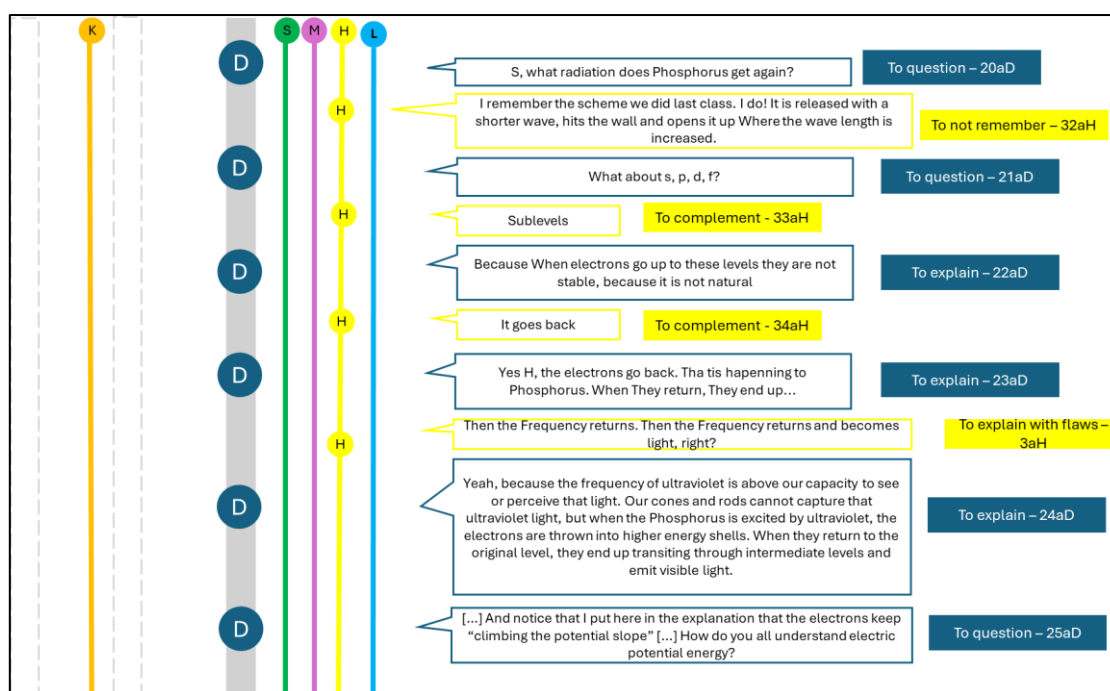 K
S M H L
D
S, what radiation does Phosphorus get again?
To question – 20aD
H
I remember the scheme we did last class. I do! It is released with a
shorter wave, hits the wall and opens it up Where the wave length is
increased.
To not remember – 32aH
D
What about s, p, d, f?
To question – 21aD
H
Sublevels
To complement - 33aH
D
Because When electrons go up to these levels they are not
stable, because it is not natural
To explain – 22aD
H
It goes back
To complement - 34aH
D
Yes H, the electrons go back. Tha tis hapenning to
Phosphorus. When They return, They end up...
To explain – 23aD
H
Then the Frequency returns. Then the Frequency returns and becomes
light, right?
To explain with flaws –
3aH
D
Yeah, because the frequency of ultraviolet is above our capacity to see
or perceive that light. Our cones and rods cannot capture that
ultraviolet light, but when the Phosphorus is excited by ultraviolet, the
electrons are thrown into higher energy shells. When they return to the
original level, they end up transiting through intermediate levels and
emit visible light.
To explain – 24aD
D
[...] And notice that I put here in the explanation that the electrons keep
“climbing the potential slope” [...] How do you all understand electric
potential energy?
To question – 25aD